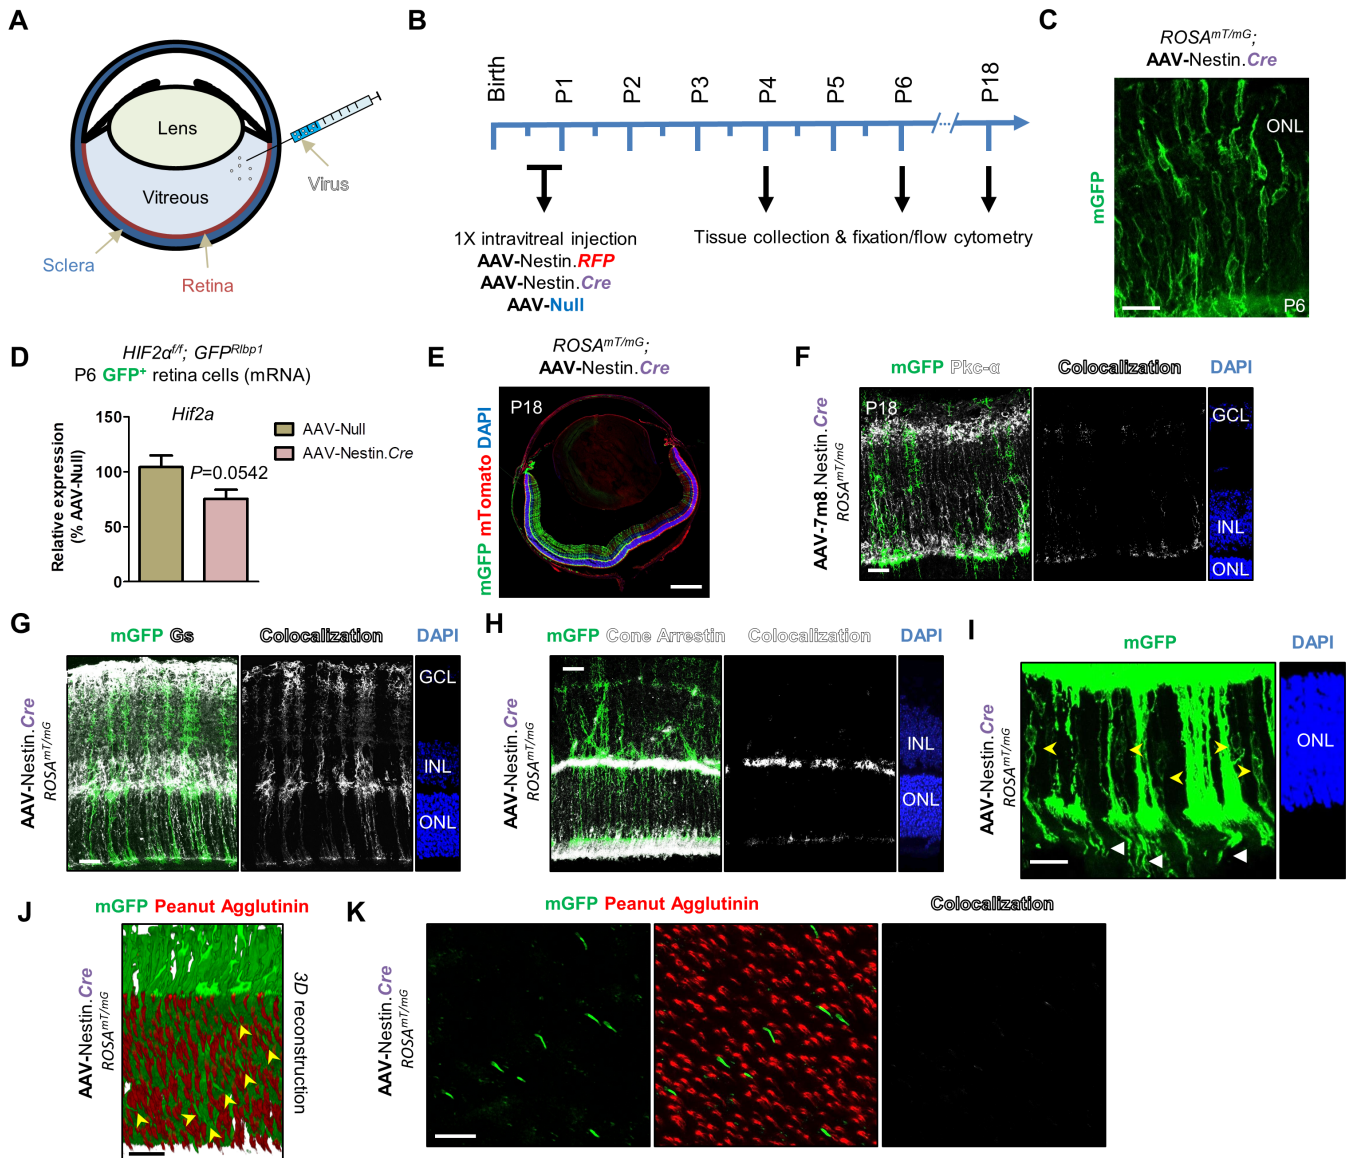 A
Lens
Vitreous
Virus
Sclera
Retina
B
Birth
P1
P2
P3
P4
P5
P6
...
P18
1X intravitreal injection
AAV-Nestin.RFP
AAV-Nestin.Cre
AAV-Null
Tissue collection & fixation/flow cytometry
C
ROSAmT/mG;
AAV-Nestin.Cre
mGFP
ONL
P6
D
HIF2αf/f; GFPRlbp1
P6 GFP+ retina cells (mRNA)
Hif2a
Relative expression
(% AAV-Null)
150
100
50
0
P=0.0542
AAV-Null
AAV-Nestin.Cre
E
ROSAmT/mG;
AAV-Nestin.Cre
mGFP mTomato DAPI
P18
F
mGFP Pkc-α
Colocalization
DAPI
AAV-7m8.Nestin.Cre
ROSAmT/mG
P18
GCL
INL
ONL
G
mGFP Gs
Colocalization
DAPI
AAV-Nestin.Cre
ROSAmT/mG
GCL
INL
ONL
H
mGFP Cone Arrestin
Colocalization
DAPI
AAV-Nestin.Cre
ROSAmT/mG
INL
ONL
I
mGFP
DAPI
AAV-Nestin.Cre
ROSAmT/mG
ONL
J
mGFP Peanut Agglutinin
AAV-Nestin.Cre
ROSAmT/mG
3D reconstruction
K
mGFP Peanut Agglutinin
Colocalization
AAV-Nestin.Cre
ROSAmT/mG